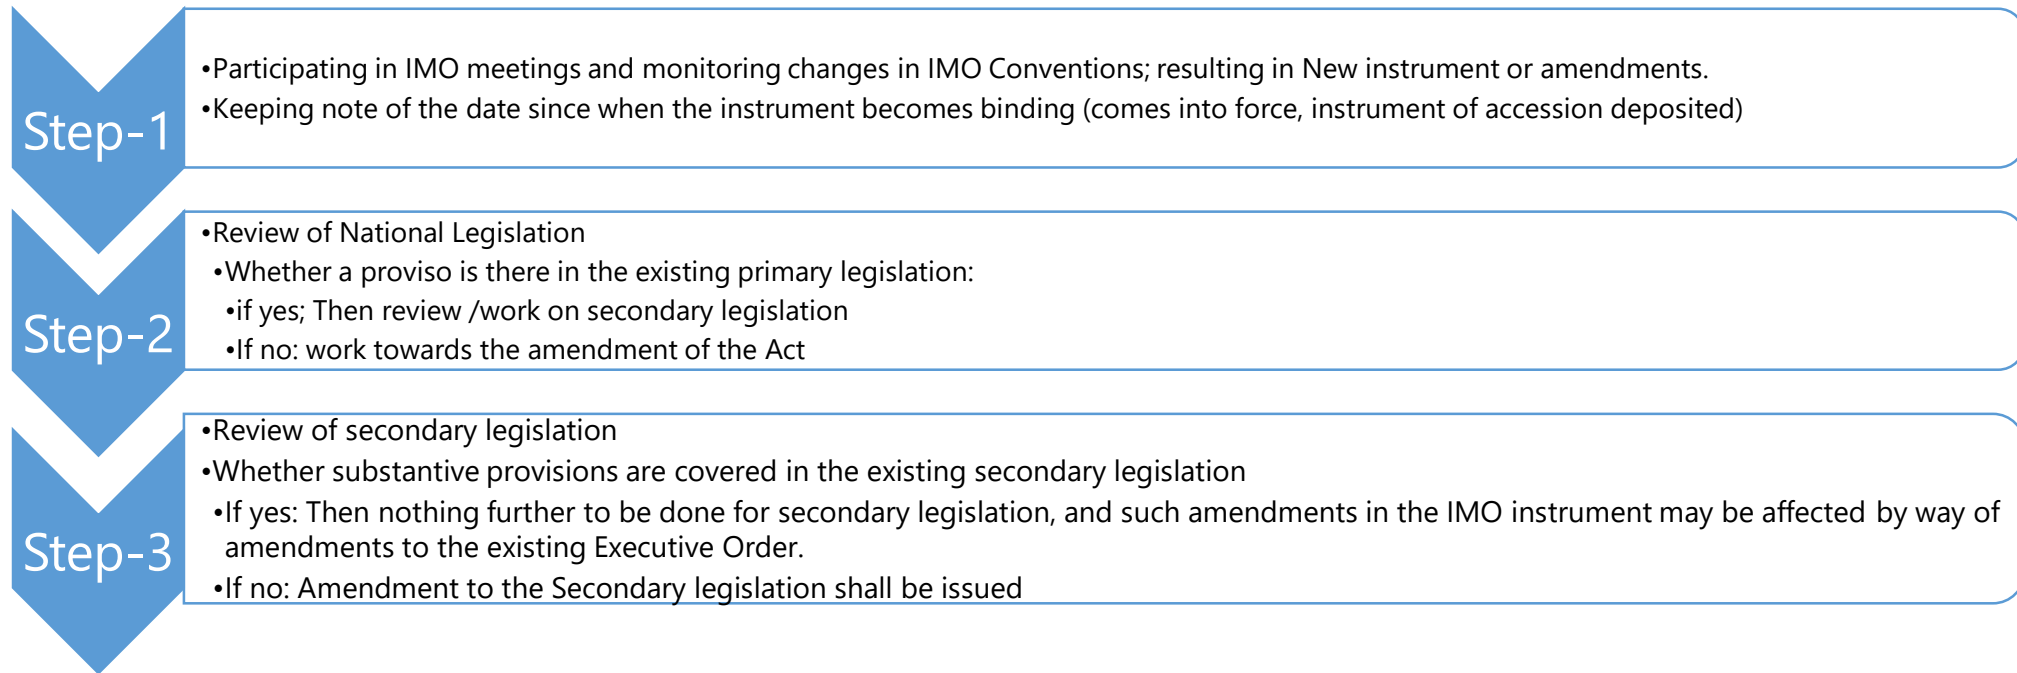 Step-1
•Participating in IMO meetings and monitoring changes in IMO Conventions; resulting in New instrument or amendments.
•Keeping note of the date since when the instrument becomes binding (comes into force, instrument of accession deposited)
Step-2
•Review of National Legislation
•Whether a proviso is there in the existing primary legislation:
•if yes; Then review /work on secondary legislation
•If no: work towards the amendment of the Act
Step-3
•Review of secondary legislation
•Whether substantive provisions are covered in the existing secondary legislation
•If yes: Then nothing further to be done for secondary legislation, and such amendments in the IMO instrument may be affected by way of
amendments to the existing Executive Order.
•If no: Amendment to the Secondary legislation shall be issued